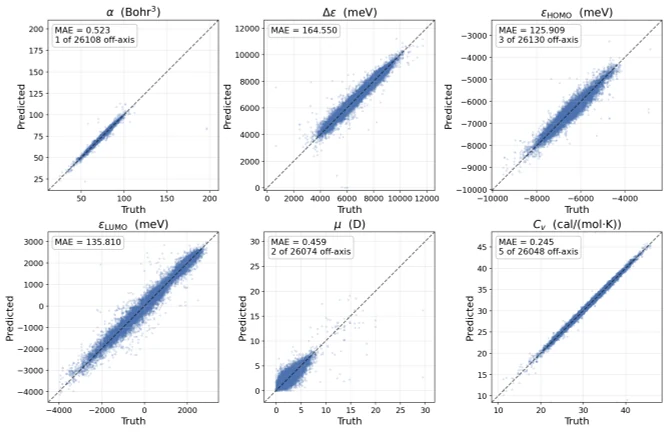 α (Bohr³)
MAE = 0.523
1 of 26108 off-axis
200
175
150
125
100
75
50
25
50
100
150
200
Predicted
Truth
Δε (meV)
MAE = 164.550
12000
10000
8000
6000
4000
2000
0
0
2000
4000
6000
8000
10000
12000
Predicted
Truth
ε_HOMO (meV)
MAE = 125.909
3 of 26130 off-axis
−3000
−4000
−5000
−6000
−7000
−8000
−9000
−10000
−10000
−8000
−6000
−4000
Predicted
Truth
ε_LUMO (meV)
MAE = 135.810
3000
2000
1000
0
−1000
−2000
−3000
−4000
−4000
−2000
0
2000
Predicted
Truth
μ (D)
MAE = 0.459
2 of 26074 off-axis
30
25
20
15
10
5
0
0
5
10
15
20
25
30
Predicted
Truth
C_v (cal/(mol·K))
MAE = 0.245
5 of 26048 off-axis
45
40
35
30
25
20
15
10
10
20
30
40
Predicted
Truth